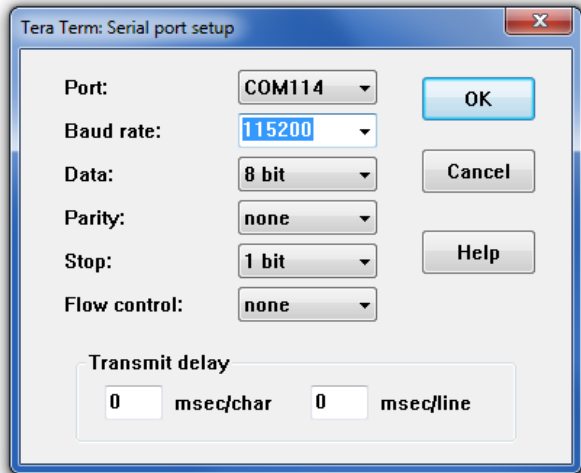 Tera Term: Serial port setup
Port: COM114
OK
Baud rate: 115200
Data: 8 bit
Cancel
Parity: none
Stop: 1 bit
Help
Flow control: none
Transmit delay
0 msec/char 0 msec/line